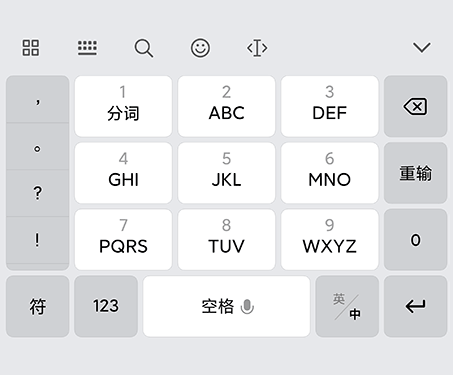 ， 1 2 3
分词 ABC DEF
。 4 5 6
GHI JKL MNO 重输
？
！ 7 8 9 0
PQRS TUV WXYZ
符 123 空格 英/中